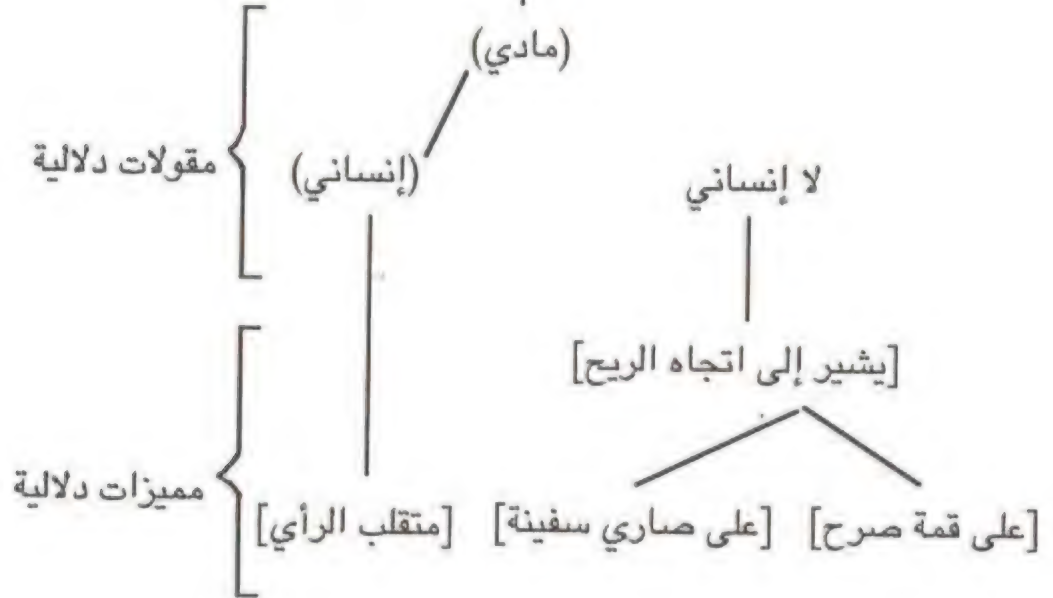 (مادي)
لا إنساني (إنساني) مقولات دلالية
[يشير إلى اتجاه الريح]
[على قمة صرح] [على صاري سفينة] [متقلب الرأي] مميزات دلالية